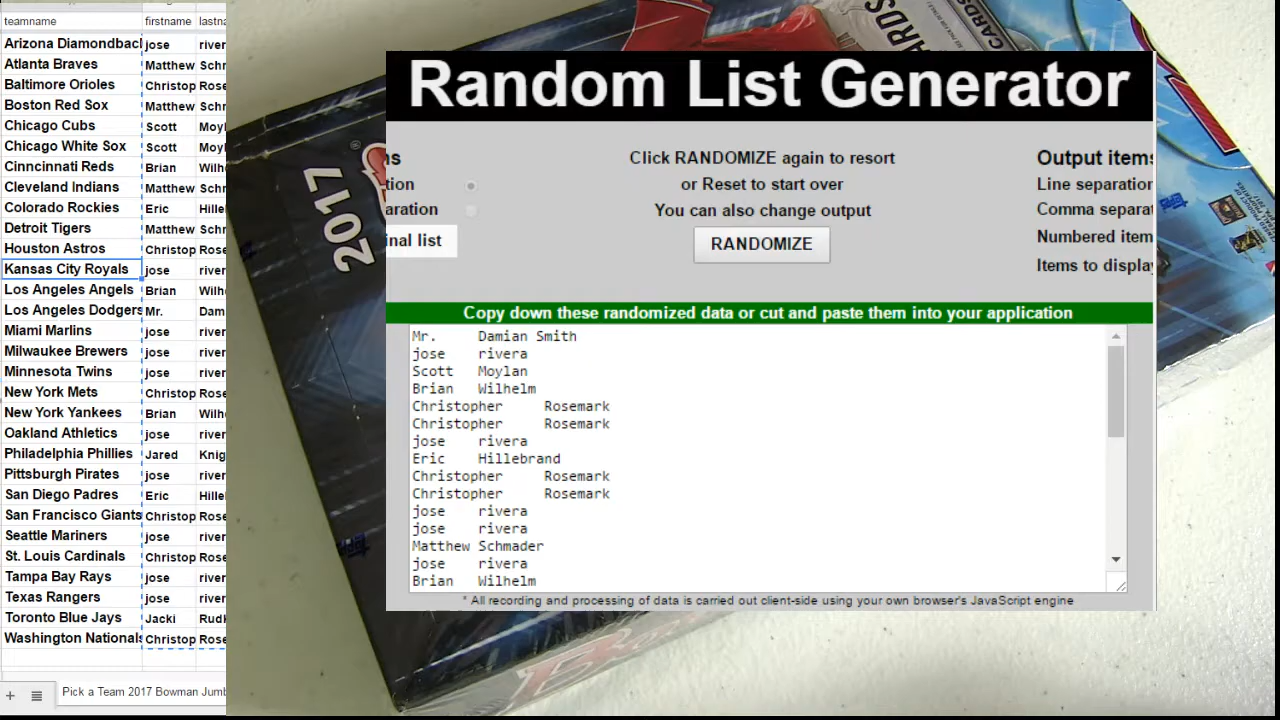 teamname firstname lastna
Arizona Diamondbacl jose river
Atlanta Braves Matthew Schr
Baltimore Orioles Christop Rose
Boston Red Sox Matthew Schr
Chicago Cubs Scott Moyl
Chicago White Sox Scott Moyl
Cinncinati Reds Brian Wilh
Cleveland Indians Matthew Schr
Colorado Rockies Eric Hille
Detroit Tigers Matthew Schr
Houston Astros Christop Rose
Kansas City Royals jose river
Los Angeles Angels Brian Wilh
Los Angeles Dodgers Mr. Dam
Miami Marlins jose river
Milwaukee Brewers jose river
Minnesota Twins jose river
New York Mets Christop Rose
New York Yankees Brian Wilh
Oakland Athletics jose river
Philadelphia Phillies Jared Knig
Pittsburgh Pirates jose river
San Diego Padres Eric Hille
San Francisco Giants Christop Rose
Seattle Mariners jose river
St. Louis Cardinals Christop Rose
Tampa Bay Rays jose river
Texas Rangers jose river
Toronto Blue Jays Jacki Rudk
Washington Nationals Christop Rose
Pick a Team 2017 Bowman Jumb
2017
CARDS
topps
Random List Generator
ns
tion
aration
inal list
Click RANDOMIZE again to resort
or Reset to start over
You can also change output
RANDOMIZE
Output items
Line separation
Comma separat
Numbered item
Items to display
Copy down these randomized data or cut and paste them into your application
Mr. Damian Smith
jose rivera
Scott Moylan
Brian Wilhelm
Christopher Rosemark
Christopher Rosemark
jose rivera
Eric Hillebrand
Christopher Rosemark
Christopher Rosemark
jose rivera
jose rivera
Matthew Schmader
jose rivera
Brian Wilhelm
* All recording and processing of data is carried out client-side using your own browser's JavaScript engine